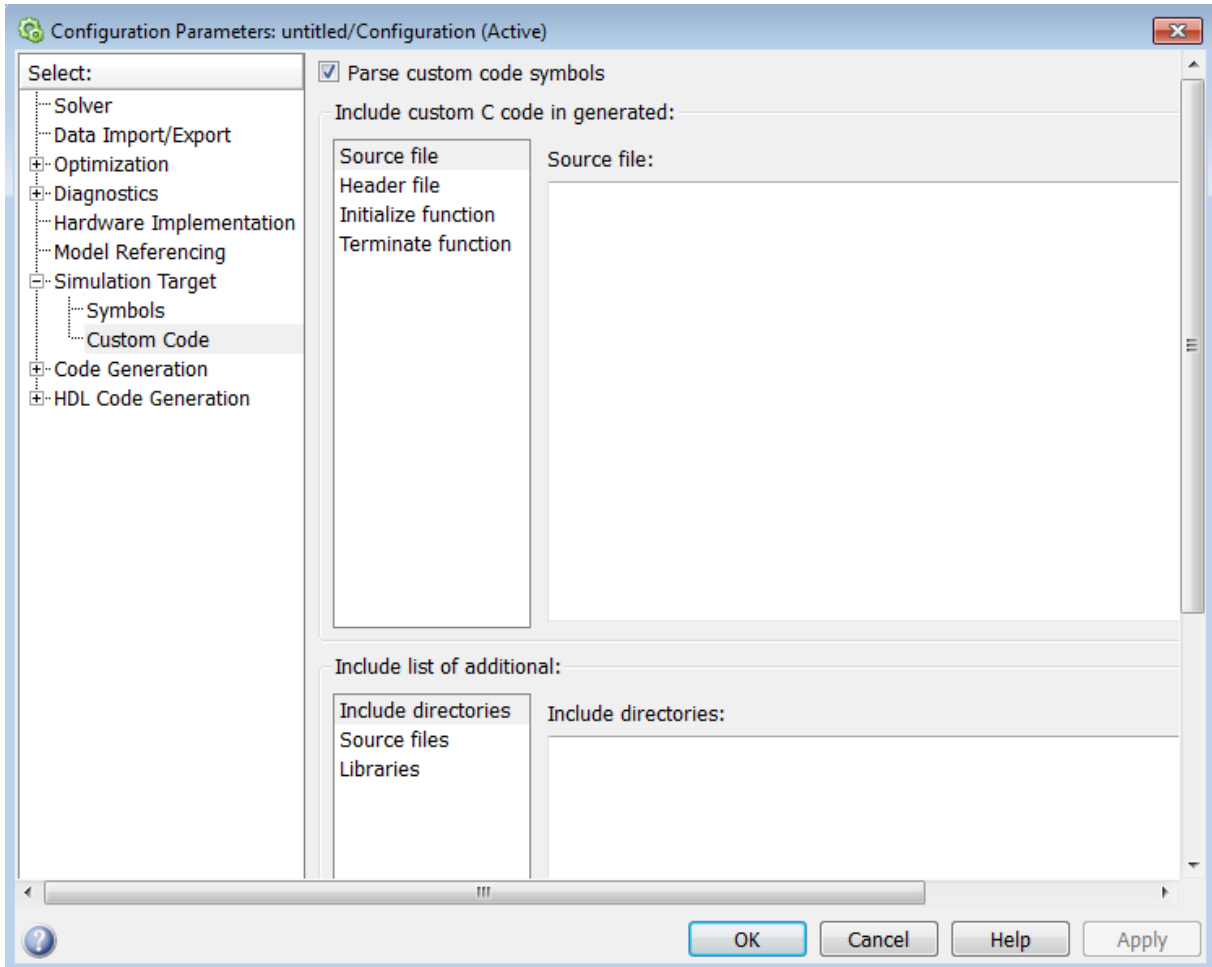 Configuration Parameters: untitled/Configuration (Active)
Select:
Solver
Data Import/Export
Optimization
Diagnostics
Hardware Implementation
Model Referencing
Simulation Target
Symbols
Custom Code
Code Generation
HDL Code Generation
Parse custom code symbols
Include custom C code in generated:
Source file
Header file
Initialize function
Terminate function
Source file:
Include list of additional:
Include directories
Source files
Libraries
Include directories:
OK
Cancel
Help
Apply